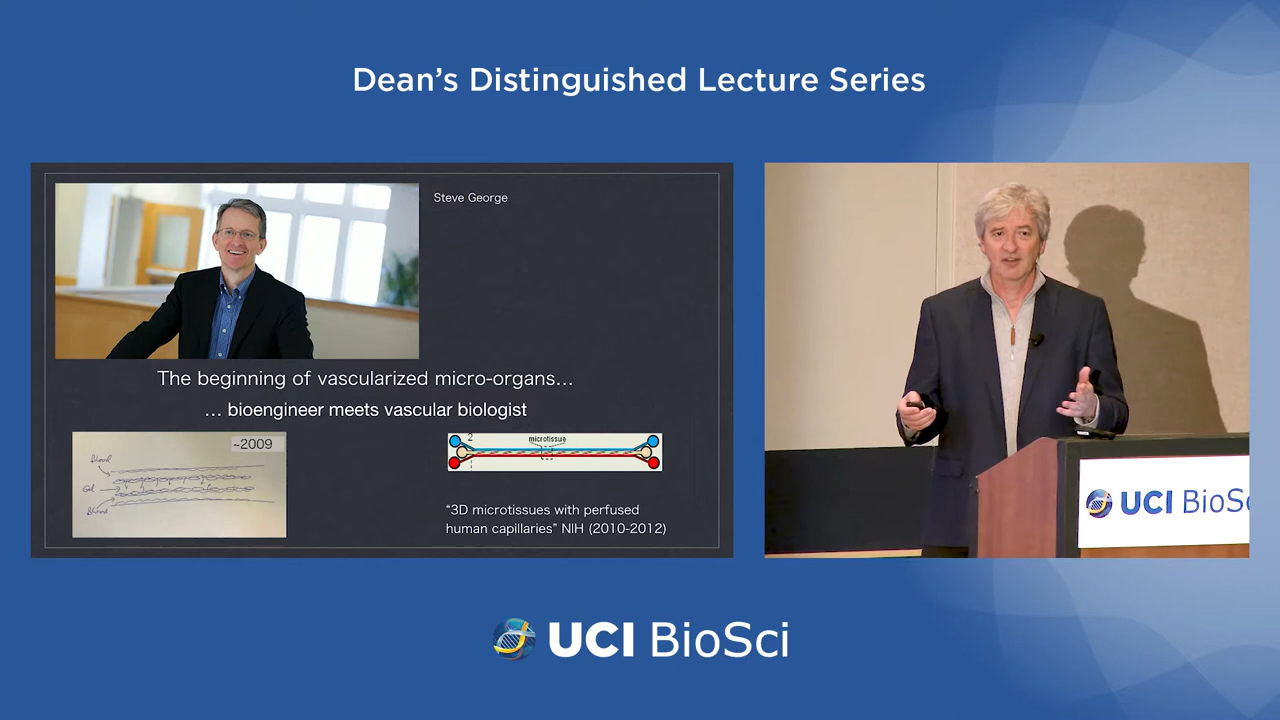 Dean’s Distinguished Lecture Series
Steve George
The beginning of vascularized micro-organs…
… bioengineer meets vascular biologist
~2009
Blood
Gel
Blood
2
microtissue
“3D microtissues with perfused
human capillaries” NIH (2010-2012)
UCI BioSc
UCI BioSci